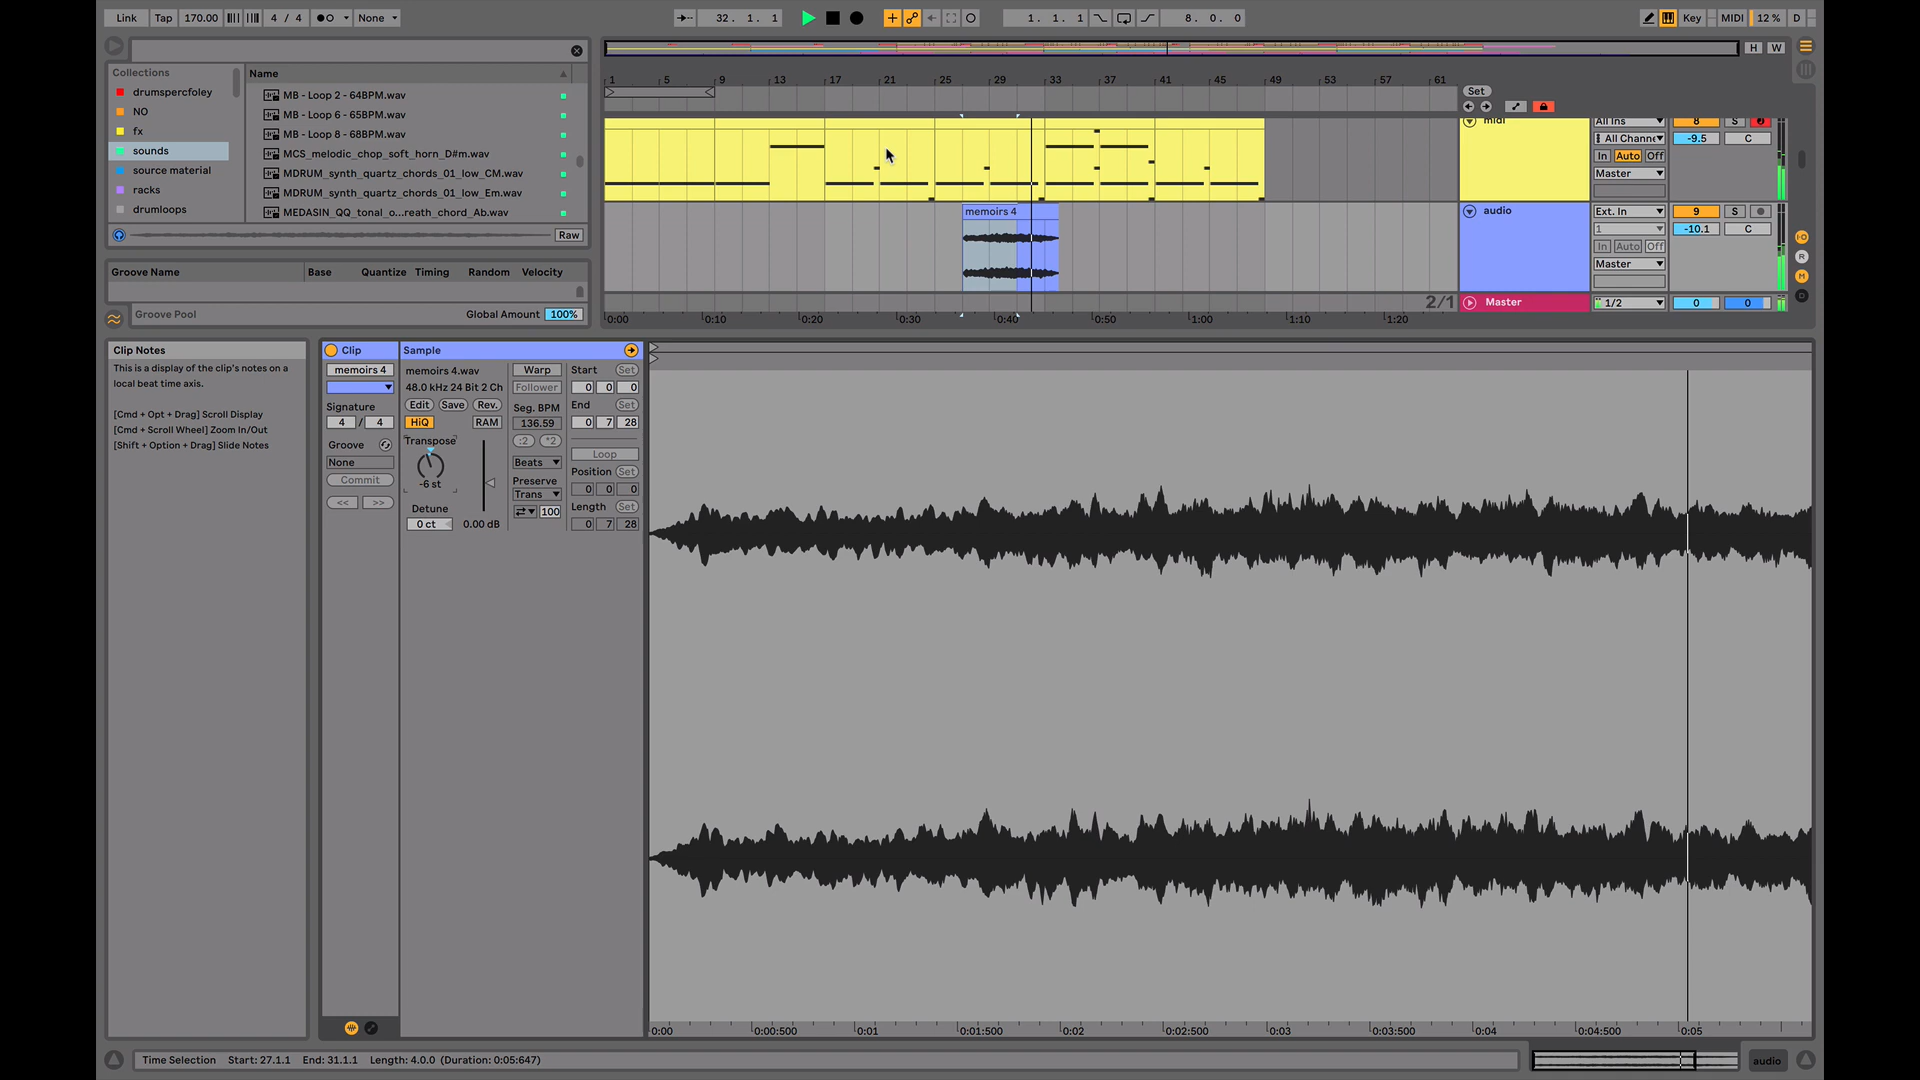 Link Tap 170.00 4 / 4 None 32. 1. 1 1. 1. 1 8. 0. 0 Key MIDI 12 % D
H W
Collections Name
drumspercfoley
NO
fx
sounds
source material
racks
drumloops
MB - Loop 2 - 64BPM.wav
MB - Loop 6 - 65BPM.wav
MB - Loop 8 - 68BPM.wav
MCS_melodic_chop_soft_horn_D#m.wav
MDRUM_synth_quartz_chords_01_low_CM.wav
MDRUM_synth_quartz_chords_01_low_Em.wav
MEDASIN_QQ_tonal_o...reath_chord_Ab.wav
Raw
Groove Name Base Quantize Timing Random Velocity
Groove Pool Global Amount 100%
1 5 9 13 17 21 25 29 33 37 41 45 49 53 57 61
Set
midi All Ins 8 S
All Channe -9.5 C
In Auto Off
Master
memoirs 4
audio Ext. In 9 S
1 -10.1 C
In Auto Off
Master
2/1 Master 1/2 0 0
0:00 0:10 0:20 0:30 0:40 0:50 1:00 1:10 1:20
I·O
R
M
D
Clip Notes
This is a display of the clip's notes on a
local beat time axis.
[Cmd + Opt + Drag] Scroll Display
[Cmd + Scroll Wheel] Zoom In/Out
[Shift + Option + Drag] Slide Notes
Clip
memoirs 4
Signature
4 / 4
Groove
None
Commit
<< >>
Sample
memoirs 4.wav
48.0 kHz 24 Bit 2 Ch
Edit Save Rev.
HiQ RAM
Transpose
-6 st
Detune
0 ct 0.00 dB
Warp
Follower
Seg. BPM
136.59
:2 *2
Beats
Preserve
Trans
100
Start Set
0 0 0
End Set
0 7 28
Loop
Position Set
0 0 0
Length Set
0 7 28
0:00 0:00:500 0:01 0:01:500 0:02 0:02:500 0:03 0:03:500 0:04 0:04:500 0:05
Time Selection Start: 27.1.1 End: 31.1.1 Length: 4.0.0 (Duration: 0:05:647)
audio